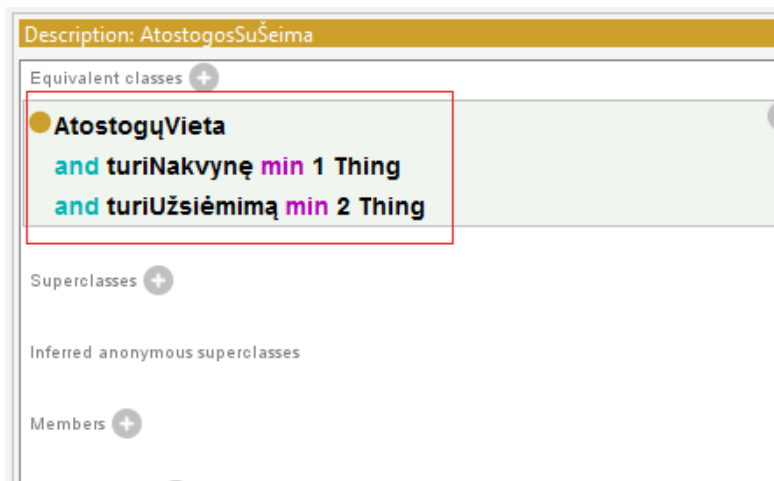 Description: AtostogosSuŠeima
Equivalent classes
AtostogųVieta
and turiNakvynę min 1 Thing
and turiUžsiėmimą min 2 Thing
Superclasses
Inferred anonymous superclasses
Members